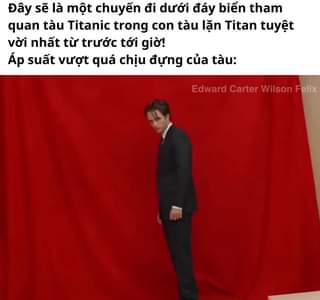 Đây sẽ là một chuyến đi dưới đáy biển tham
quan tàu Titanic trong con tàu lặn Titan tuyệt
vời nhất từ trước tới giờ!
Áp suất vượt quá chịu đựng của tàu:
Edward Carter Wilson Felix